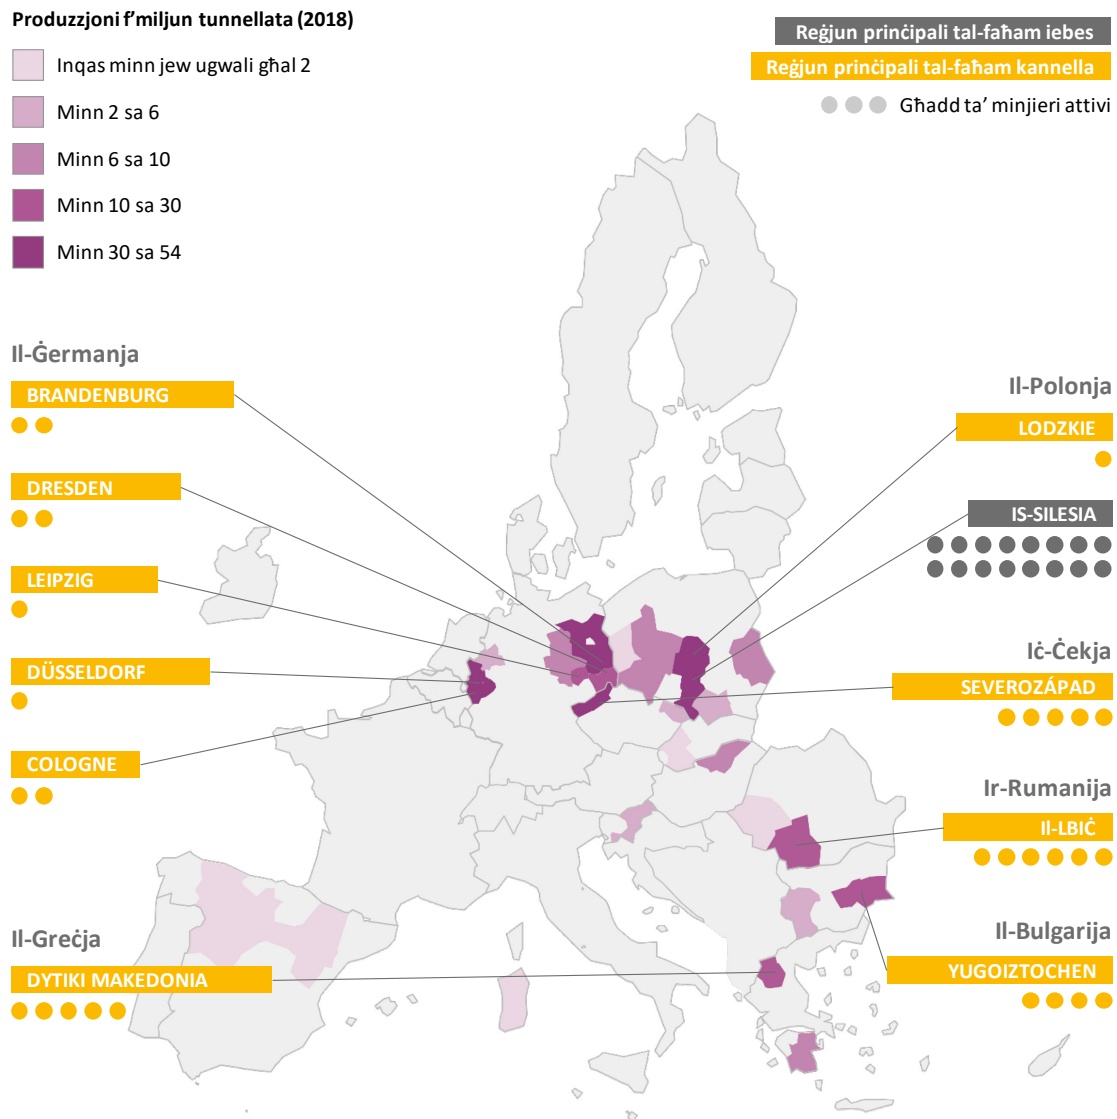 Produzzjoni f'miljun tunnellata (2018)
Inqas minn jew ugwali għal 2
Minn 2 sa 6
Minn 6 sa 10
Minn 10 sa 30
Minn 30 sa 54
Reġjun prinċipali tal-faħam iebes
Reġjun prinċipali tal-faħam kannella
Għadd ta' minjieri attivi
Il-Ġermanja
BRANDENBURG
DRESDEN
LEIPZIG
DÜSSELDORF
COLOGNE
Il-Greċja
DYTIKI MAKEDONIA
Il-Polonja
LODZKIE
IS-SILESIA
Iċ-Ċekja
SEVEROZÁPAD
Ir-Rumanija
Il-LBIĊ
Il-Bulgarija
YUGOIZTOCHEN